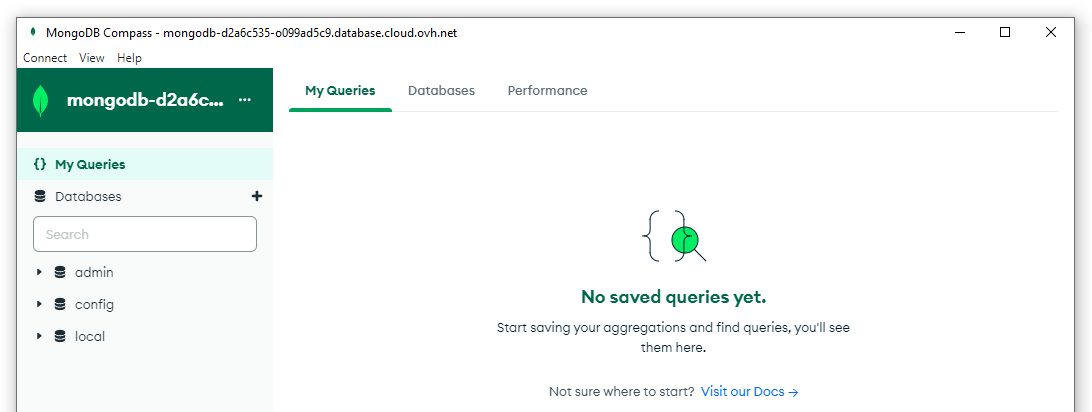 MongoDB Compass - mongodb-d2a6c535-o099ad5c9.database.cloud.ovh.net
Connect View Help
mongodb-d2a6c... ...
My Queries Databases Performance
{} My Queries
Databases +
Search
admin
config
local
No saved queries yet.
Start saving your aggregations and find queries, you'll see
them here.
Not sure where to start? Visit our Docs →